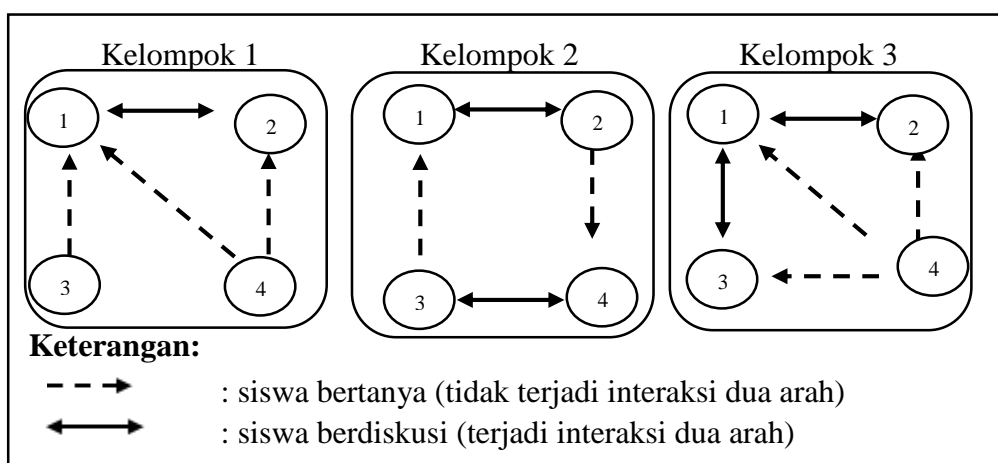 Kelompok 1 Kelompok 2 Kelompok 3
1 2 1 2 1 2
3 4 3 4 3 4
Keterangan:
: siswa bertanya (tidak terjadi interaksi dua arah)
: siswa berdiskusi (terjadi interaksi dua arah)